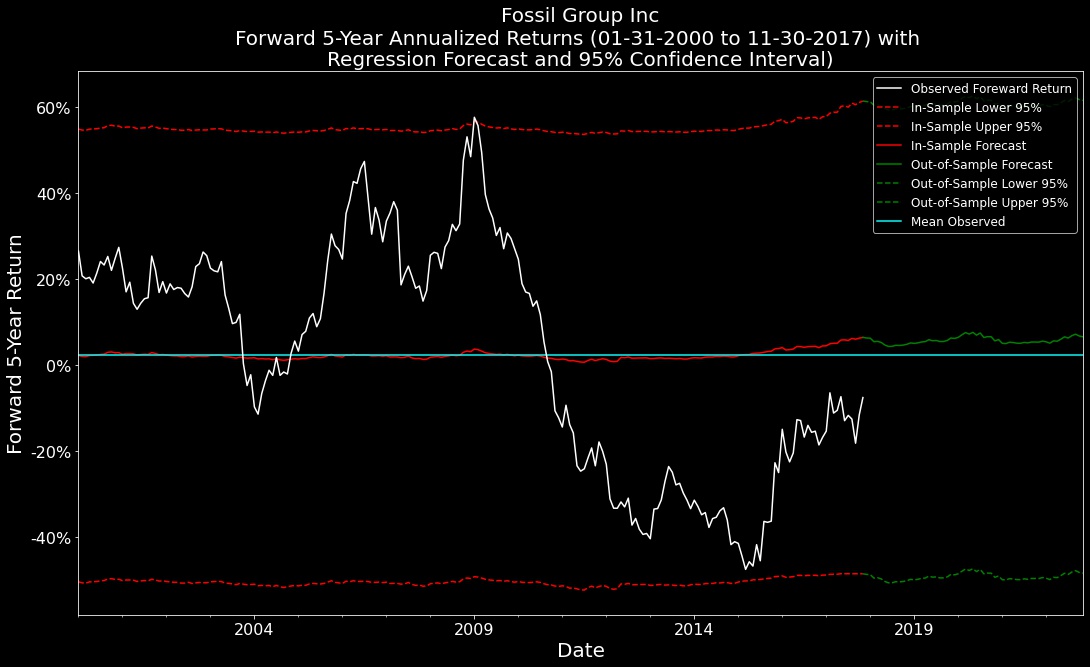 Fossil Group Inc
Forward 5-Year Annualized Returns (01-31-2000 to 11-30-2017) with
Regression Forecast and 95% Confidence Interval)
Observed Foreward Return
In-Sample Lower 95%
In-Sample Upper 95%
In-Sample Forecast
Out-of-Sample Forecast
Out-of-Sample Lower 95%
Out-of-Sample Upper 95%
Mean Observed
Forward 5-Year Return
60%
40%
20%
0%
-20%
-40%
2004
2009
2014
2019
Date